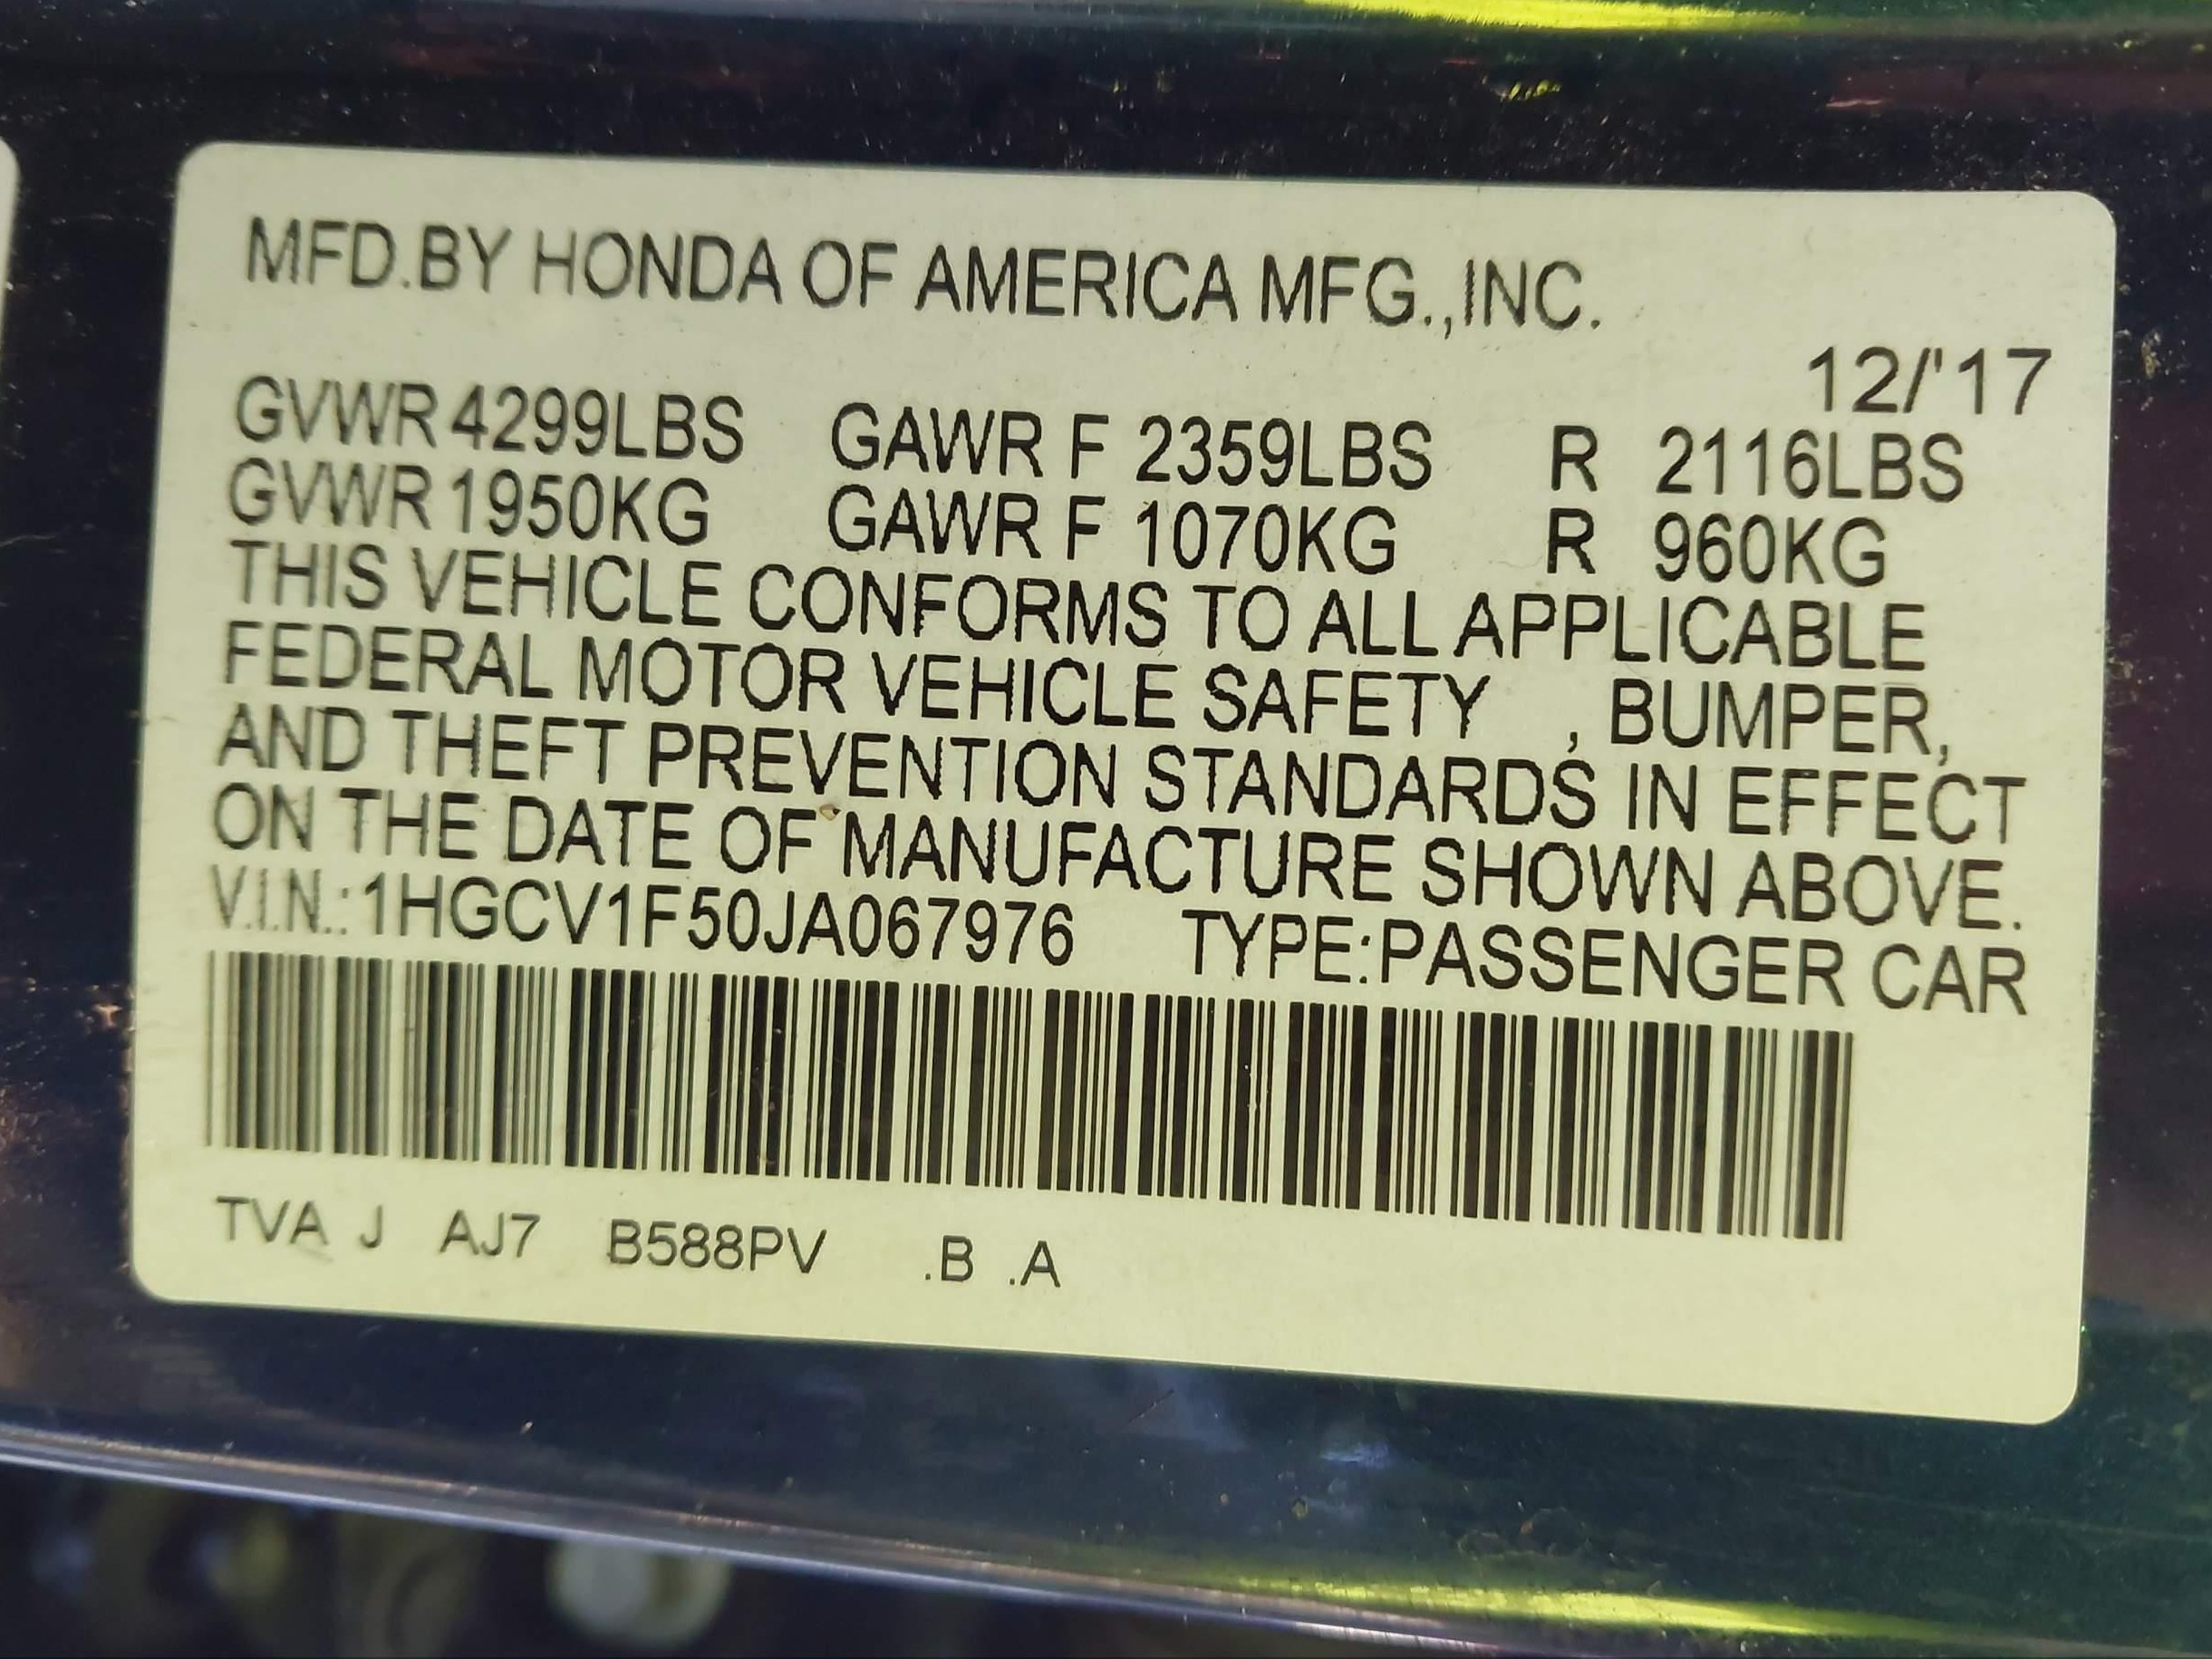 MFD.BY HONDA OF AMERICA MFG.,INC.
12/'17
GVWR 4299LBS GAWR F 2359LBS R 2116LBS
GVWR 1950KG GAWR F 1070KG R 960KG
THIS VEHICLE CONFORMS TO ALL APPLICABLE
FEDERAL MOTOR VEHICLE SAFETY , BUMPER,
AND THEFT PREVENTION STANDARDS IN EFFECT
ON THE DATE OF MANUFACTURE SHOWN ABOVE.
V.I.N.:1HGCV1F50JA067976 TYPE:PASSENGER CAR
TVA J AJ7 B588PV .B .A